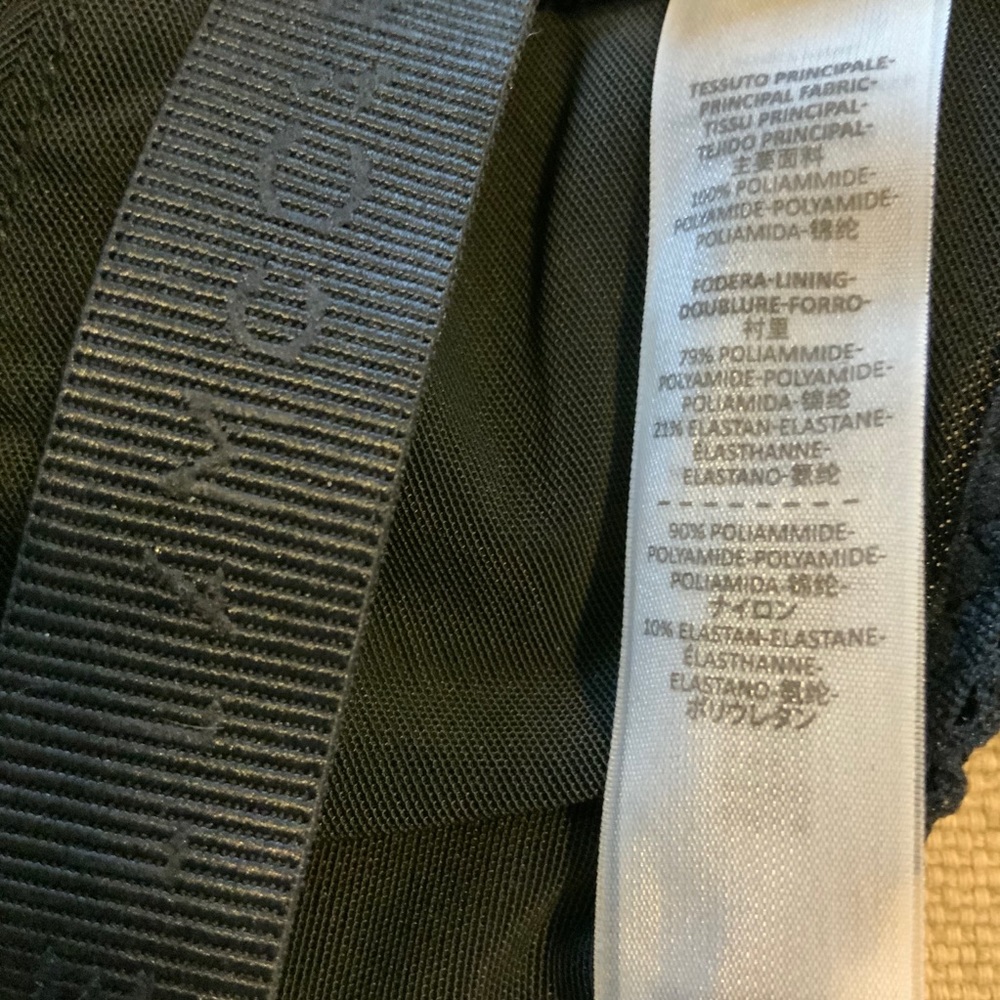 TESSUTO PRINCIPALE-
PRINCIPAL FABRIC-
TISSU PRINCIPAL-
TEJIDO PRINCIPAL-
主要面料
100% POLIAMMIDE-
POLYAMIDE-POLYAMIDE-
POLIAMIDA-锦纶
FODERA-LINING-
DOUBLURE-FORRO-
衬里
79% POLIAMMIDE-
POLYAMIDE-POLYAMIDE-
POLIAMIDA-锦纶
21% ELASTAN-ELASTANE-
ÉLASTHANNE-
ELASTANO-氨纶
- - - - - - - - -
90% POLIAMMIDE-
POLYAMIDE-POLYAMIDE-
POLIAMIDA-锦纶-
ナイロン
10% ELASTAN-ELASTANE-
ÉLASTHANNE-
ELASTANO-氨纶-
ポリウレタン